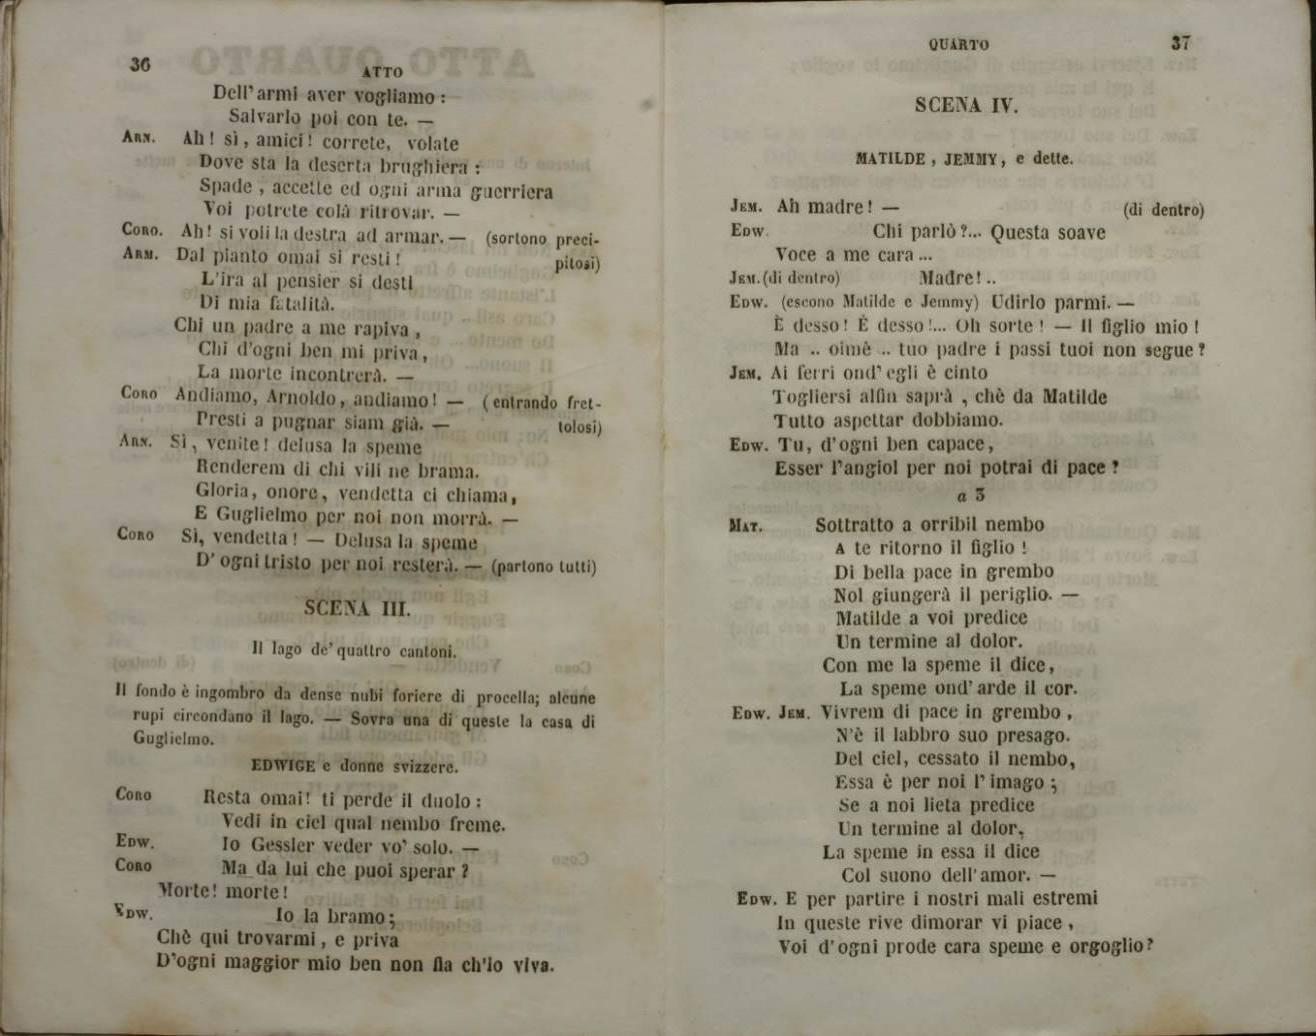 36
ATTO
Dell'armi aver vogliamo :
Salvarlo poi con te. —
ARN. Ah! sì, amici! correte, volate
Dove sta la deserta brughiera :
Spade, accette ed ogni arma guerriera
Voi potrete colà ritrovar. —
CORO. Ah! si voli la destra ad armar. — (sortono preci-
pitosi)
ARM. Dal pianto omai si resti!
L'ira al pensier si desti
Di mia fatalità.
Chi un padre a me rapiva,
Chi d'ogni ben mi priva,
La morte incontrerà. —
CORO Andiamo, Arnoldo, andiamo! — (entrando fret-
tolosi)
Presti a pugnar siam già. —
ARN. Sì, venite! delusa la speme
Renderem di chi vili ne brama.
Gloria, onore, vendetta ci chiama,
E Guglielmo per noi non morrà. —
CORO Sì, vendetta! — Delusa la speme
D'ogni tristo per noi resterà. — (partono tutti)
SCENA III.
Il lago de' quattro cantoni.
Il fondo è ingombro da dense nubi foriere di procella; alcune
rupi circondano il lago. — Sovra una di queste la casa di
Guglielmo.
EDWIGE e donne svizzere.
CORO Resta omai! ti perde il duolo :
Vedi in ciel qual nembo freme.
EDW. Io Gessler veder vo' solo. —
CORO Ma da lui che puoi sperar?
Morte! morte!
EDW. Io la bramo;
Chè qui trovarmi, e priva
D'ogni maggior mio ben non fia ch'io viva.
QUARTO
37
SCENA IV.
MATILDE, JEMMY, e dette.
JEM. Ah madre! — (di dentro)
EDW. Chi parlò?... Questa soave
Voce a me cara ...
JEM. (di dentro) Madre!..
EDW. (escono Matilde e Jemmy) Udirlo parmi. —
È desso! È desso!... Oh sorte! — Il figlio mio!
Ma .. oimè .. tuo padre i passi tuoi non segue?
JEM. Ai ferri ond'egli è cinto
Togliersi alfin saprà, chè da Matilde
Tutto aspettar dobbiamo.
EDW. Tu, d'ogni ben capace,
Esser l'angiol per noi potrai di pace?
a 3
MAT. Sottratto a orribil nembo
A te ritorno il figlio!
Di bella pace in grembo
Nol giungerà il periglio. —
Matilde a voi predice
Un termine al dolor.
Con me la speme il dice,
La speme ond'arde il cor.
EDW. JEM. Vivrem di pace in grembo,
N'è il labbro suo presago.
Del ciel, cessato il nembo,
Essa è per noi l'imago;
Se a noi lieta predice
Un termine al dolor,
La speme in essa il dice
Col suono dell'amor. —
EDW. E per partire i nostri mali estremi
In queste rive dimorar vi piace,
Voi d'ogni prode cara speme e orgoglio?